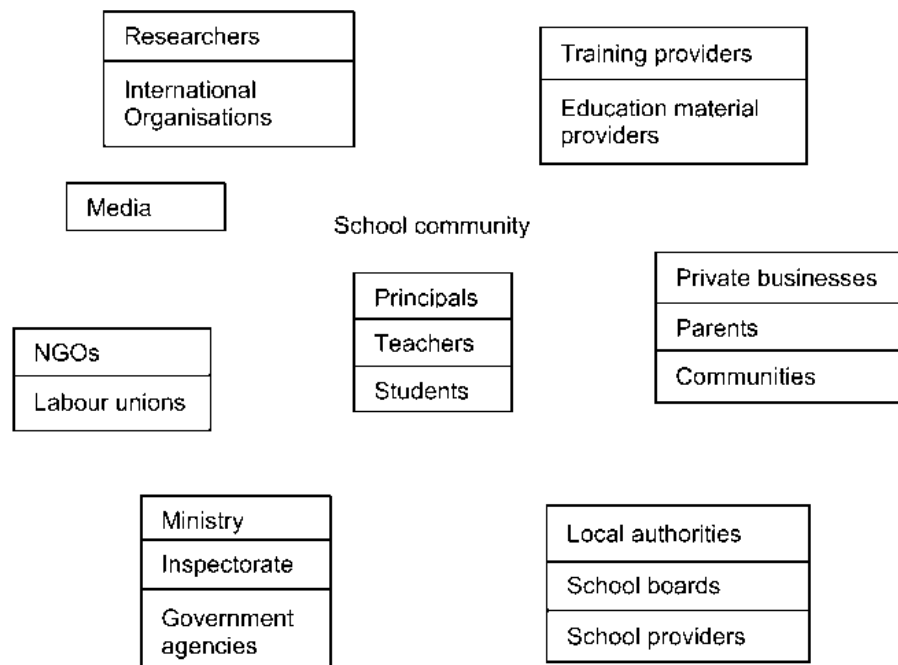 Researchers
International
Organisations
Training providers
Education material
providers
Media
School community
Principals
Teachers
Students
Private businesses
Parents
Communities
NGOs
Labour unions
Ministry
Inspectorate
Government
agencies
Local authorities
School boards
School providers